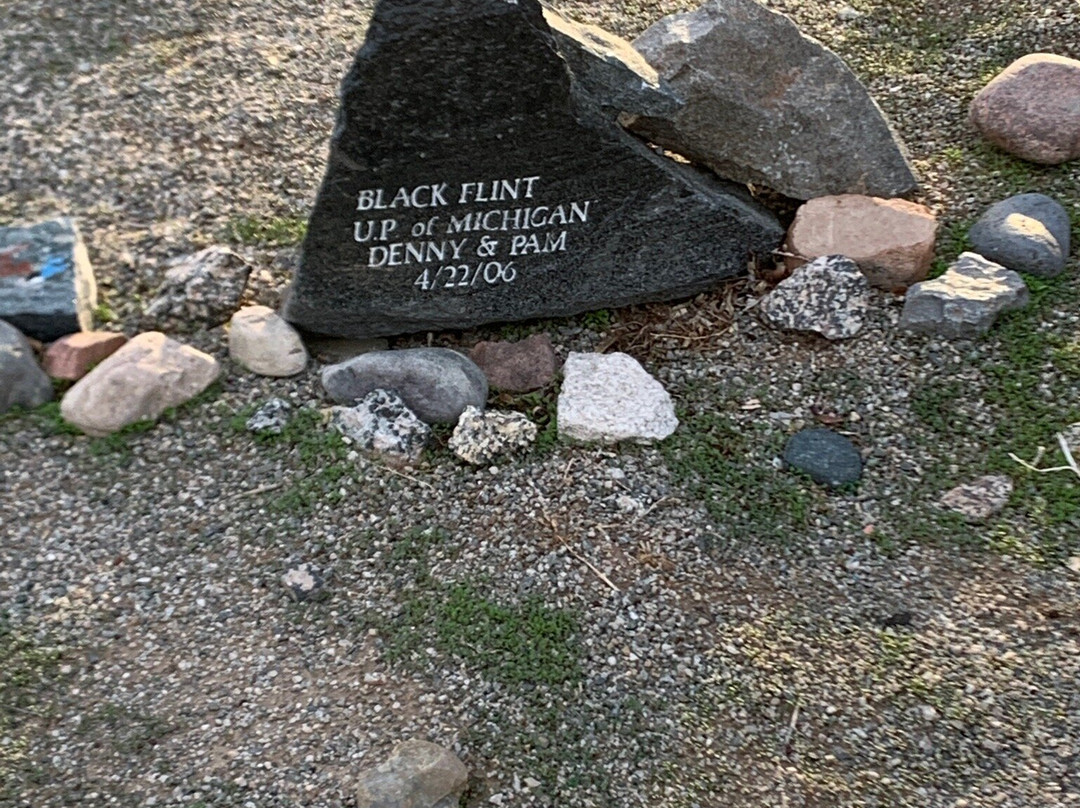 BLACK FLINT
U.P. of MICHIGAN
DENNY & PAM
4/22/06